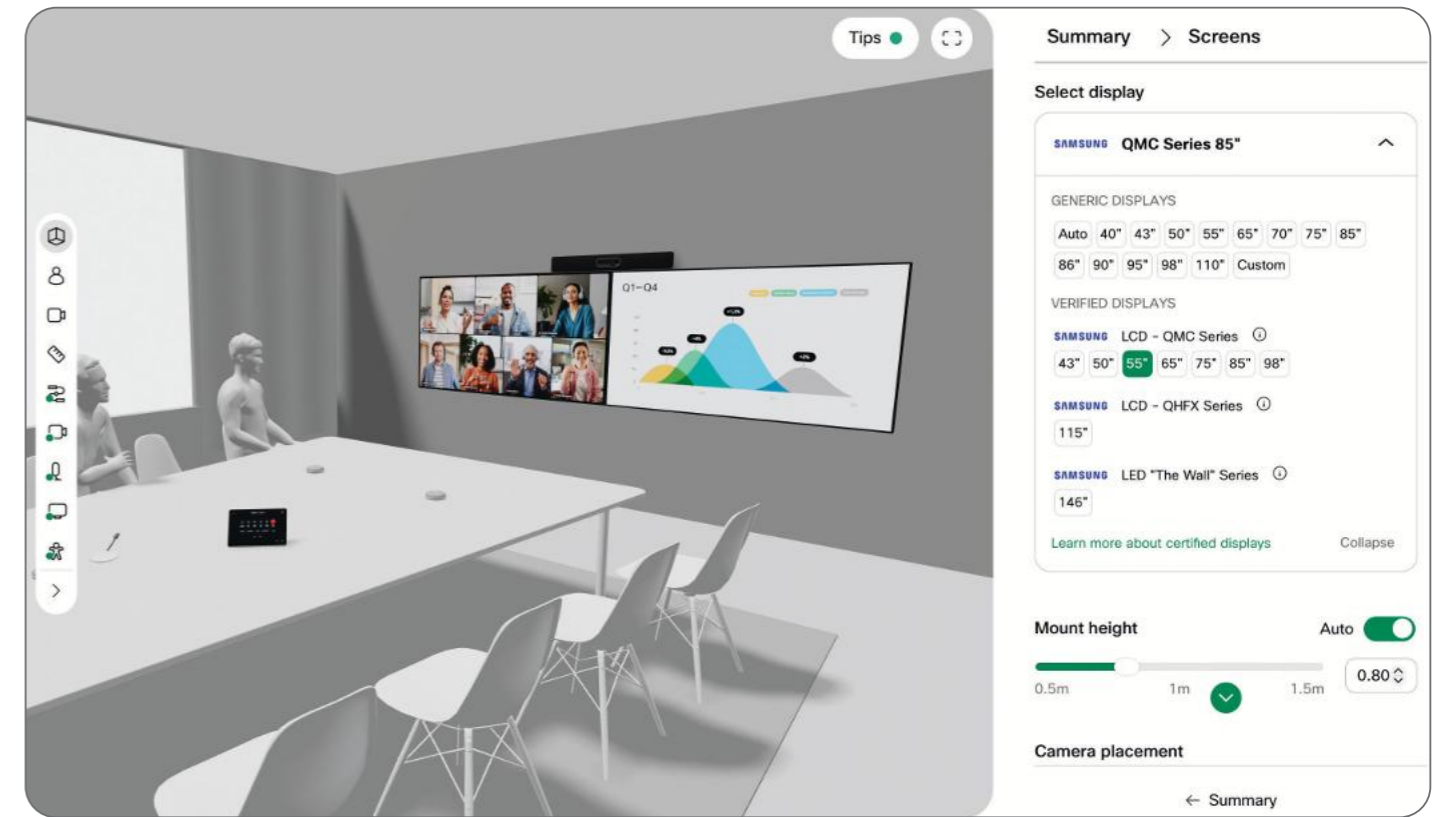 Tips
Summary > Screens
Select display
SAMSUNG QMC Series 85"
GENERIC DISPLAYS
Auto 40" 43" 50" 55" 65" 70" 75" 85"
86" 90" 95" 98" 110" Custom
VERIFIED DISPLAYS
SAMSUNG LCD - QMC Series
43" 50" 55" 65" 75" 85" 98"
SAMSUNG LCD - QHFX Series
115"
SAMSUNG LED "The Wall" Series
146"
Learn more about certified displays Collapse
Mount height Auto
0.80
0.5m 1m 1.5m
Camera placement
← Summary
Q1-Q4